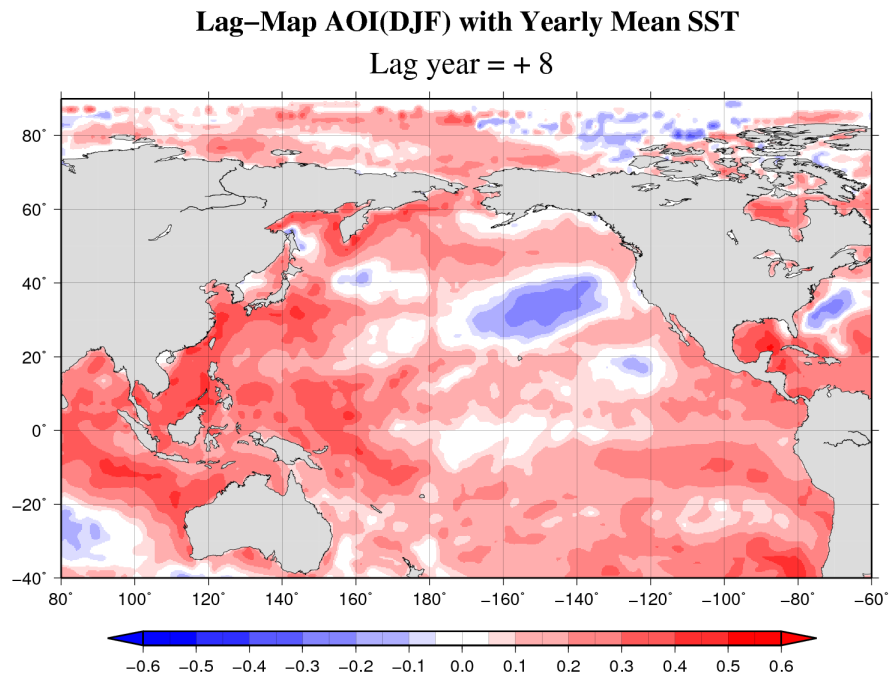 Lag−Map AOI(DJF) with Yearly Mean SST
Lag year = + 8
80˚
60˚
40˚
20˚
0˚
−20˚
−40˚
80 100 120 140 160 180 −160˚ −140˚ −120˚ −100˚ −80˚ −60˚
−0.6 −0.5 −0.4 −0.3 −0.2 −0.1 0.0 0.1 0.2 0.3 0.4 0.5 0.6